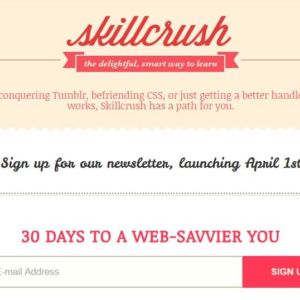 skillcrush
the delightful, smart way to learn
conquering Tumblr, befriending CSS, or just getting a better handle
works, Skillcrush has a path for you.
Sign up for our newsletter, launching April 1st
30 DAYS TO A WEB-SAVVIER YOU
E-mail Address
SIGN U